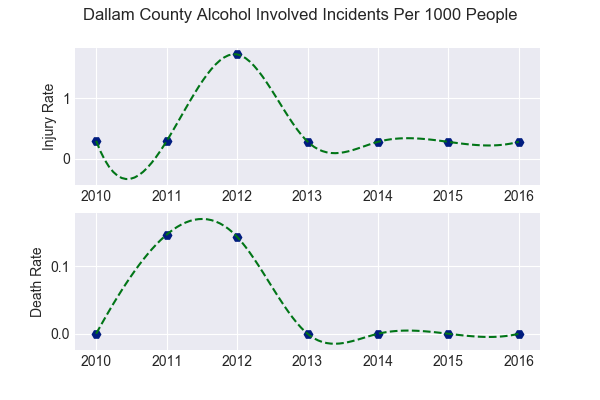 Dallam County Alcohol Involved Incidents Per 1000 People
Injury Rate
1
0
2010 2011 2012 2013 2014 2015 2016
Death Rate
0.1
0.0
2010 2011 2012 2013 2014 2015 2016